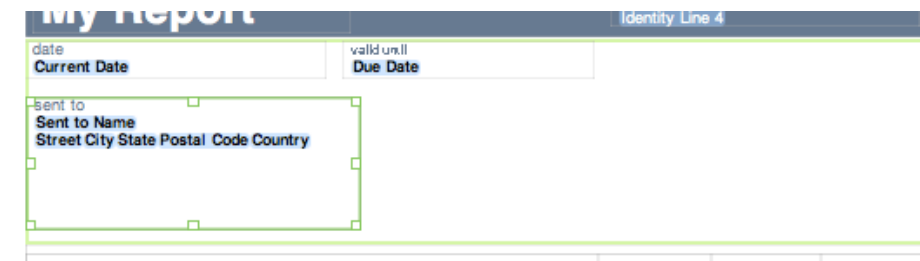 My Report
Identity Line 4
date
Current Date
valid until
Due Date
sent to
Sent to Name
Street City State Postal Code Country